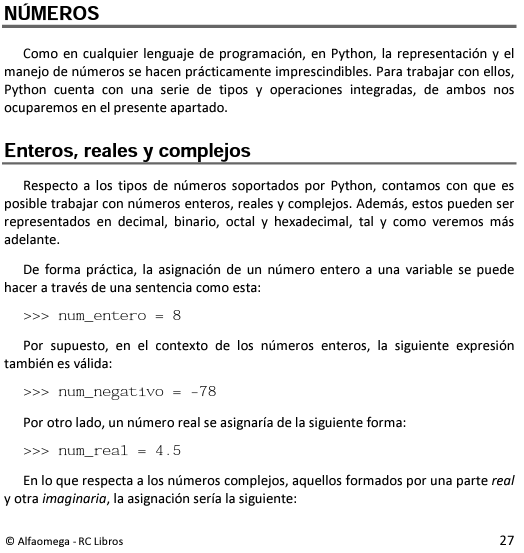 NÚMEROS
Como en cualquier lenguaje de programación, en Python, la representación y el
manejo de números se hacen prácticamente imprescindibles. Para trabajar con ellos,
Python cuenta con una serie de tipos y operaciones integradas, de ambos nos
ocuparemos en el presente apartado.
Enteros, reales y complejos
Respecto a los tipos de números soportados por Python, contamos con que es
posible trabajar con números enteros, reales y complejos. Además, estos pueden ser
representados en decimal, binario, octal y hexadecimal, tal y como veremos más
adelante.
De forma práctica, la asignación de un número entero a una variable se puede
hacer a través de una sentencia como esta:
>>> num_entero = 8
Por supuesto, en el contexto de los números enteros, la siguiente expresión
también es válida:
>>> num_negativo = -78
Por otro lado, un número real se asignaría de la siguiente forma:
>>> num_real = 4.5
En lo que respecta a los números complejos, aquellos formados por una parte real
y otra imaginaria, la asignación sería la siguiente:
© Alfaomega - RC Libros 27